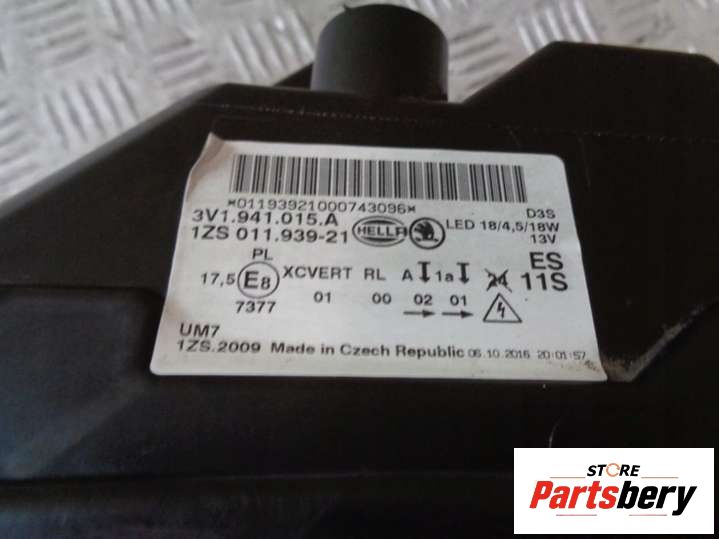 *01193921000743096*
3V1.941.015.A
D3S
1ZS 011.939-21
HELLA
LED 18/4,5/18W
13V
PL
17,5 E8
XCVERT RL A 1a 24
ES
11S
7377
01 00 02 01
UM7
1ZS.2009 Made in Czech Republic 06.10.2016 20:01:57
STORE
Partsbery